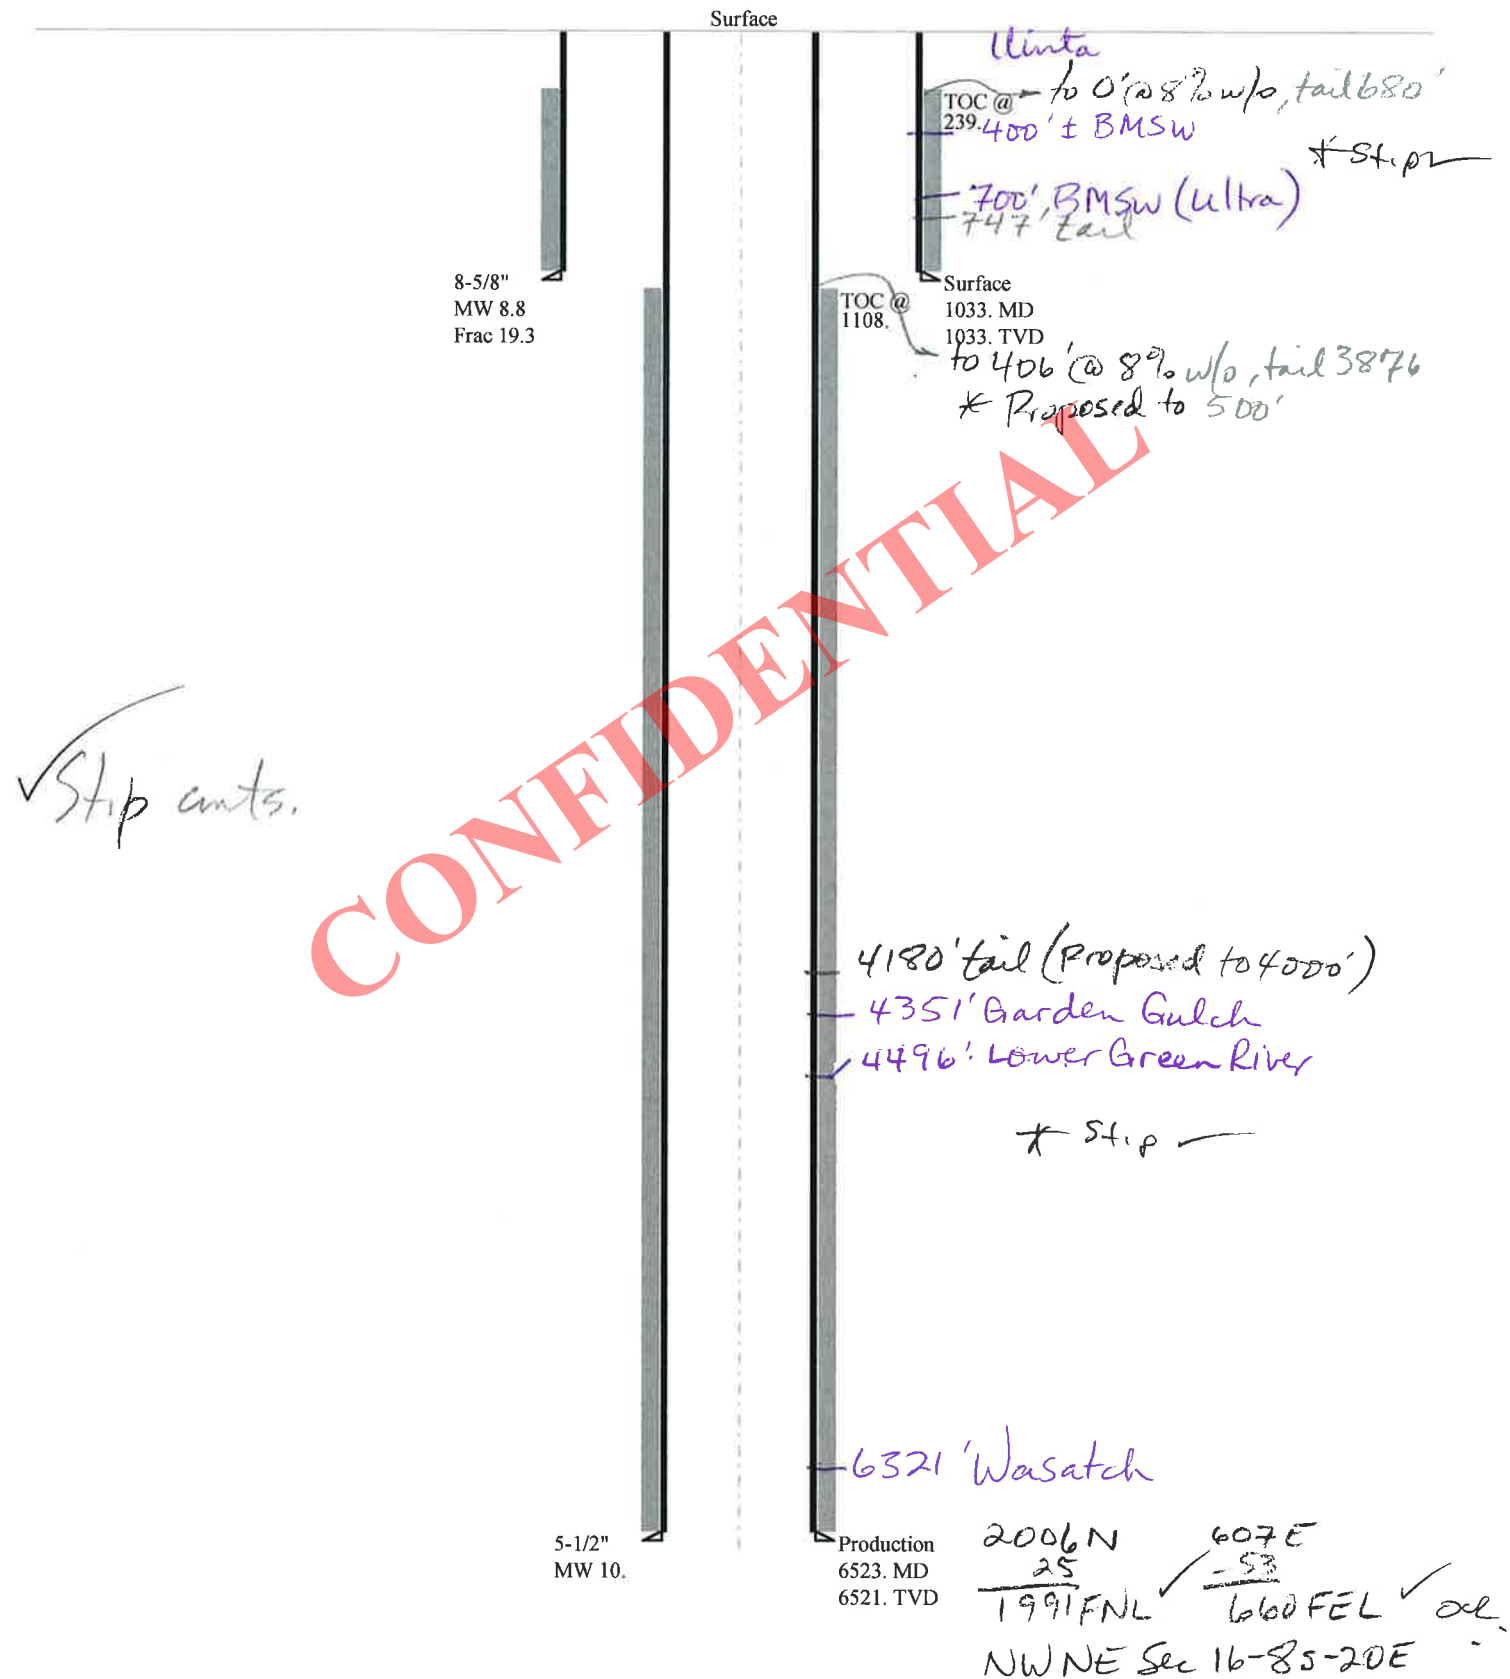 Surface
Uinta
TOC @
239.
to 0' @ 8% w/o, tail 680'
400' ± BMSW
* Stip
700' BMSW (Ultra)
747' tail
8-5/8"
MW 8.8
Frac 19.3
Surface
1033. MD
1033. TVD
TOC @
1108.
to 406' @ 8% w/o, tail 3876
* Proposed to 500'
CONFIDENTIAL
✓ Stip cmts.
4180' tail (Proposed to 4000')
4351' Garden Gulch
4496' Lower Green River
* Stip
6321' Wasatch
5-1/2"
MW 10.
Production
6523. MD
6521. TVD
2006 N 607 E
25 -53
1991 FNL ✓ 660 FEL ✓ ok.
NW NE Sec 16-8S-20E